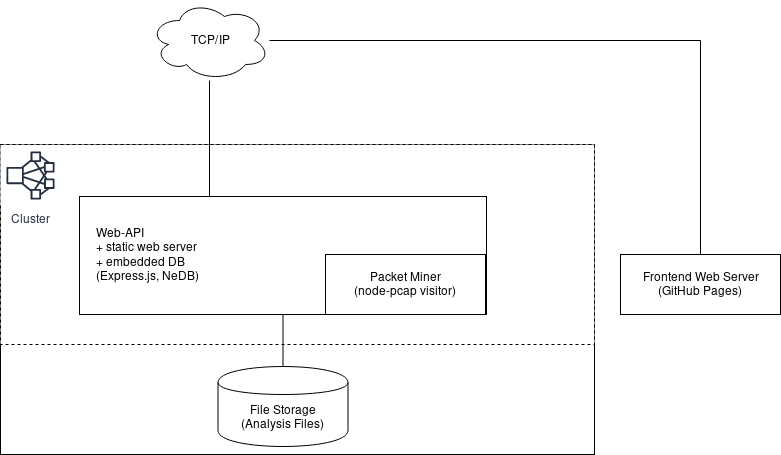 TCP/IP
Cluster
Web-API
+ static web server
+ embedded DB
(Express.js, NeDB)
Packet Miner
(node-pcap visitor)
Frontend Web Server
(GitHub Pages)
File Storage
(Analysis Files)